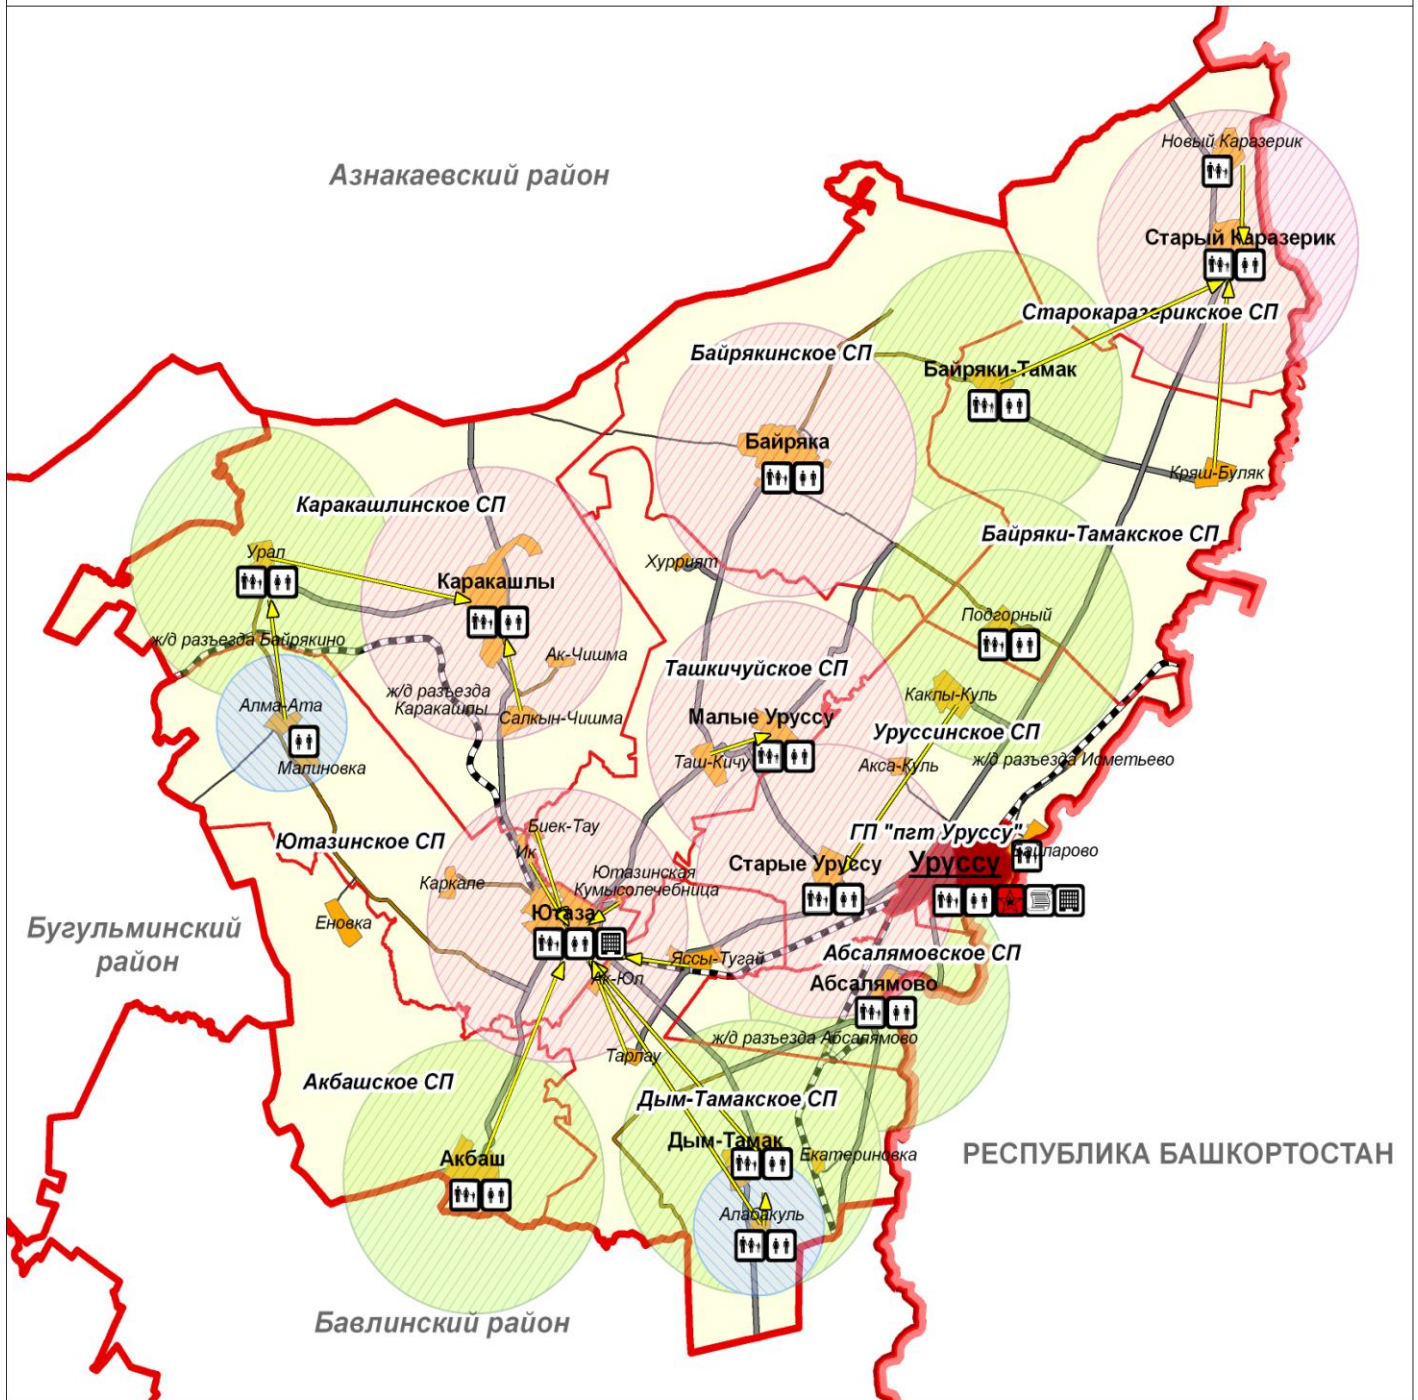 Азнакаевский район
Новый Каразерик
Старый Каразерик
Старокаразерикское СП
Байрякинское СП
Байряки-Тамак
Байряка
Кряш-Буляк
Каракашлинское СП
Байряки-Тамакское СП
Урал
Хуррият
Каракашлы
Подгорный
ж/д разъезда Байрякино
Ак-Чишма
Ташкичуйское СП
ж/д разъезда
Каракашлы
Каклы-Куль
Алма-Ата
Салкын-Чишма
Малые Уруссу
Уруссинское СП
Таш-Кичу
Акса-Куль
ж/д разъезда Исметьево
Малиновка
Биек-Тау
ГП "пгт Уруссу"
Ютазинское СП
Ик
Башларово
Старые Уруссу
Уруссу
Ютазинская
Кумысолечебница
Каркале
Ютаза
Еновка
Бугульминский
район
Яссы-Тугай
Абсалямовское СП
Ак-Юл
Абсалямово
ж/д разъезда Абсалямово
Тарлау
Акбашское СП
Дым-Тамакское СП
Дым-Тамак
Екатериновка
РЕСПУБЛИКА БАШКОРТОСТАН
Акбаш
Алабакуль
Бавлинский район